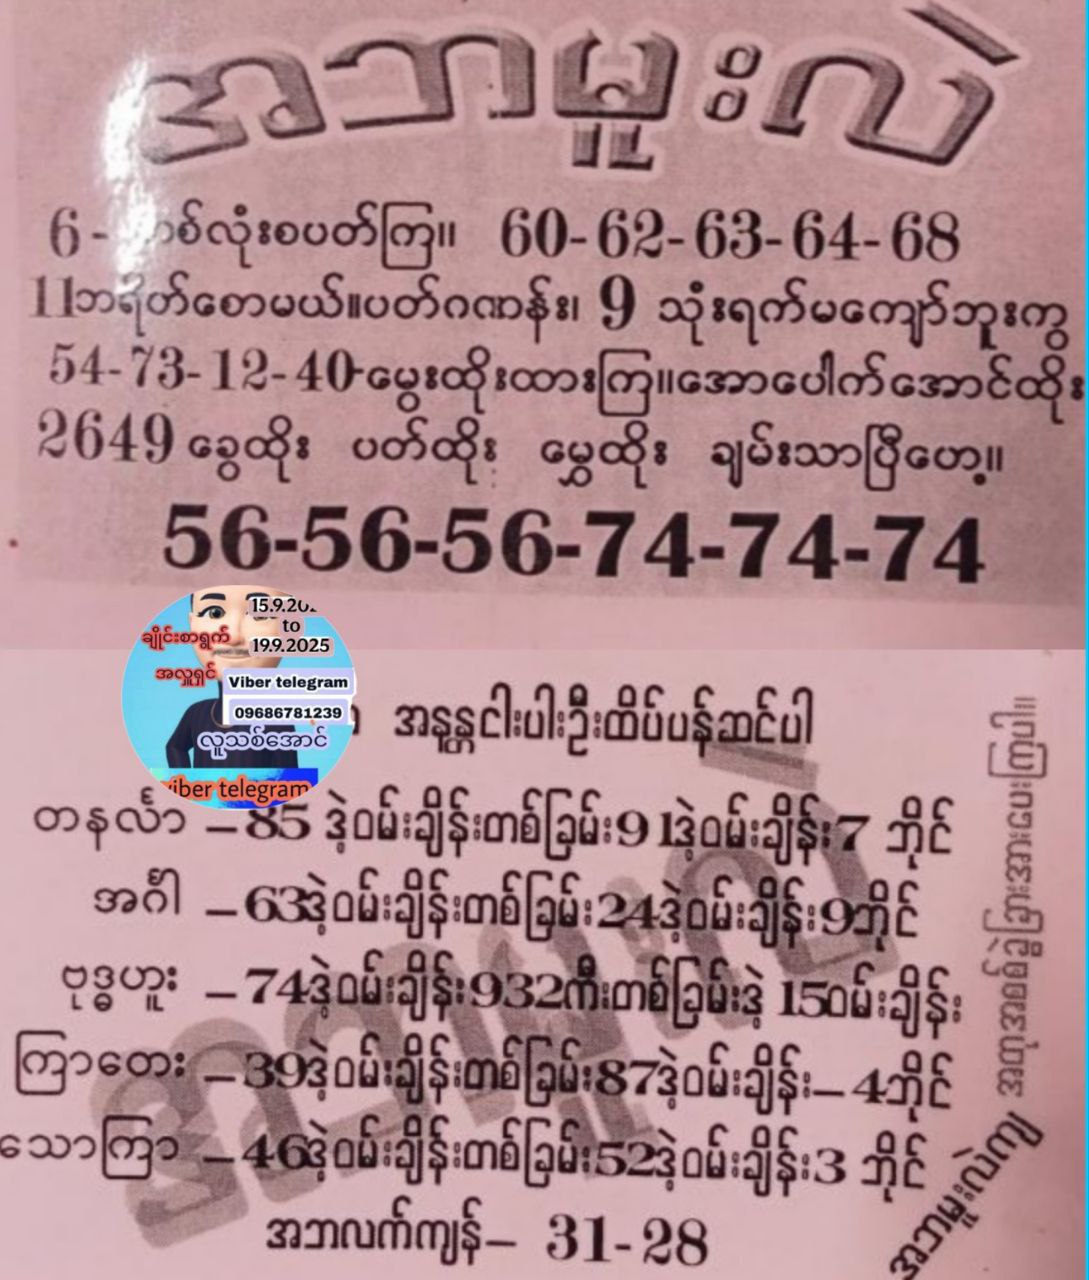 အဘမူးလဲ
6 - စ်လုံးစပတ်ကြ။ 60-62-63-64-68
11ဘရိတ်စောမယ်။ပတ်ဂဏန်း၊ 9 သုံးရက်မကျော်ဘူးကွ
54-73-12-40-မွေးထိုးထားကြ။အောပေါက်အောင်ထိုး
2649 ခွေထိုး ပတ်ထိုး မွှေထိုး ချမ်းသာပြီဟေ့။
56-56-56-74-74-74
15.9.20
to
19.9.2025
ချိုင်းစာရွက်
အလှူရှင်
Viber telegram
09686781239
လူသစ်အောင်
viber telegram
အနန္တငါးပါးဦးထိပ်ပန်ဆင်ပါ
တနင်္လာ – 85 ဒဲ့ဝမ်းချိန်းတစ်ခြမ်း 91ဒဲ့ဝမ်းချိန်း 7 ဘိုင်
အင်္ဂါ – 63ဒဲ့ဝမ်းချိန်းတစ်ခြမ်း 24ဒဲ့ဝမ်းချိန်း 9ဘိုင်
ဗုဒ္ဓဟူး – 74ဒဲ့ဝမ်းချိန်း 932ကီးတစ်ခြမ်းဒဲ့ 15ဝမ်းချိန်း
ကြာတေး – 39ဒဲ့ဝမ်းချိန်းတစ်ခြမ်း 87ဒဲ့ဝမ်းချိန်း – 4ဘိုင်
သောကြာ – 46ဒဲ့ဝမ်းချိန်းတစ်ခြမ်း 52ဒဲ့ဝမ်းချိန်း 3 ဘိုင်
အဘလက်ကျန် – 31-28
အတုအစစ်ခွဲခြားအားပေးကြပါ။
အဘမူးလဲ